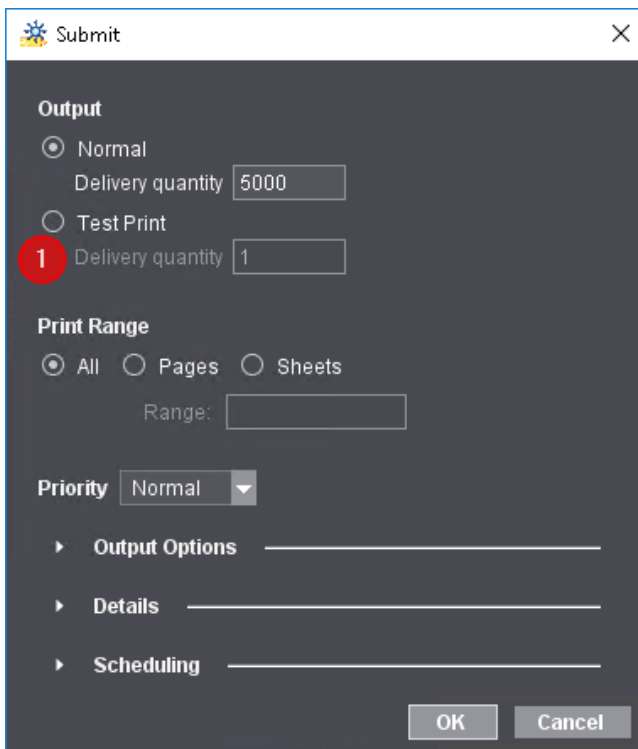 Submit
Output
Normal
Delivery quantity 5000
Test Print
1 Delivery quantity 1
Print Range
All Pages Sheets
Range:
Priority Normal
Output Options
Details
Scheduling
OK Cancel